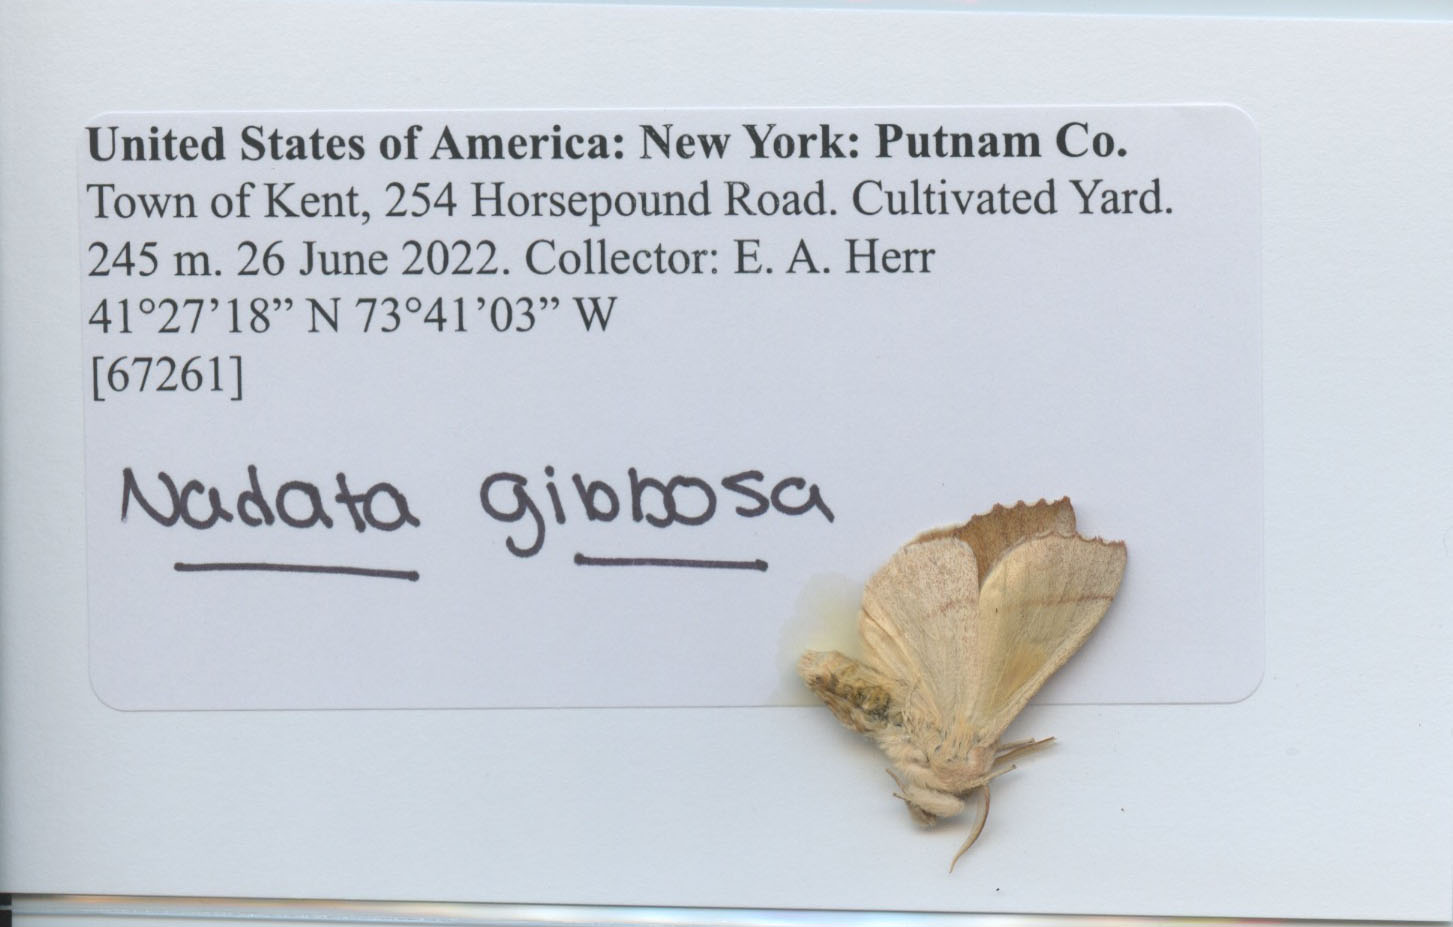 United States of America: New York: Putnam Co.
Town of Kent, 254 Horsepound Road. Cultivated Yard.
245 m. 26 June 2022. Collector: E. A. Herr
41°27’18” N 73°41’03” W
[67261]
Nadata gibbosa